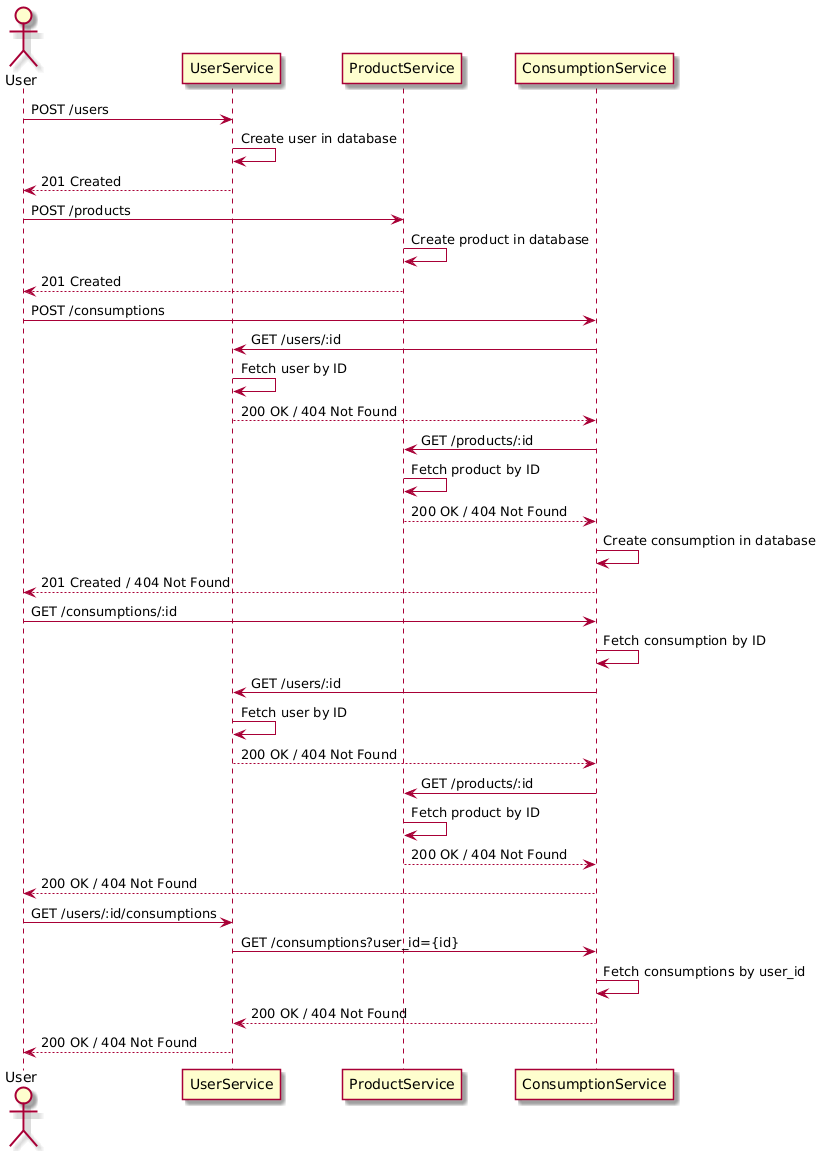 User
UserService
ProductService
ConsumptionService
POST /users
Create user in database
201 Created
POST /products
Create product in database
201 Created
POST /consumptions
GET /users/:id
Fetch user by ID
200 OK / 404 Not Found
GET /products/:id
Fetch product by ID
200 OK / 404 Not Found
Create consumption in database
201 Created / 404 Not Found
GET /consumptions/:id
Fetch consumption by ID
GET /users/:id
Fetch user by ID
200 OK / 404 Not Found
GET /products/:id
Fetch product by ID
200 OK / 404 Not Found
200 OK / 404 Not Found
GET /users/:id/consumptions
GET /consumptions?user_id={id}
Fetch consumptions by user_id
200 OK / 404 Not Found
200 OK / 404 Not Found
User
UserService
ProductService
ConsumptionService